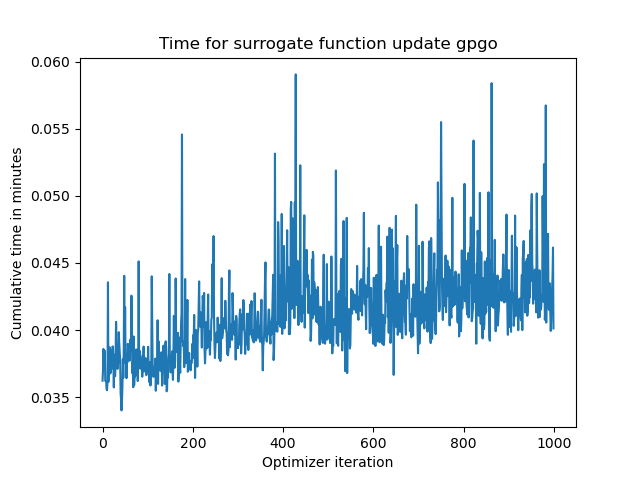 Time for surrogate function update gpgo
0.060
0.055
0.050
0.045
0.040
0.035
Cumulative time in minutes
0 200 400 600 800 1000
Optimizer iteration